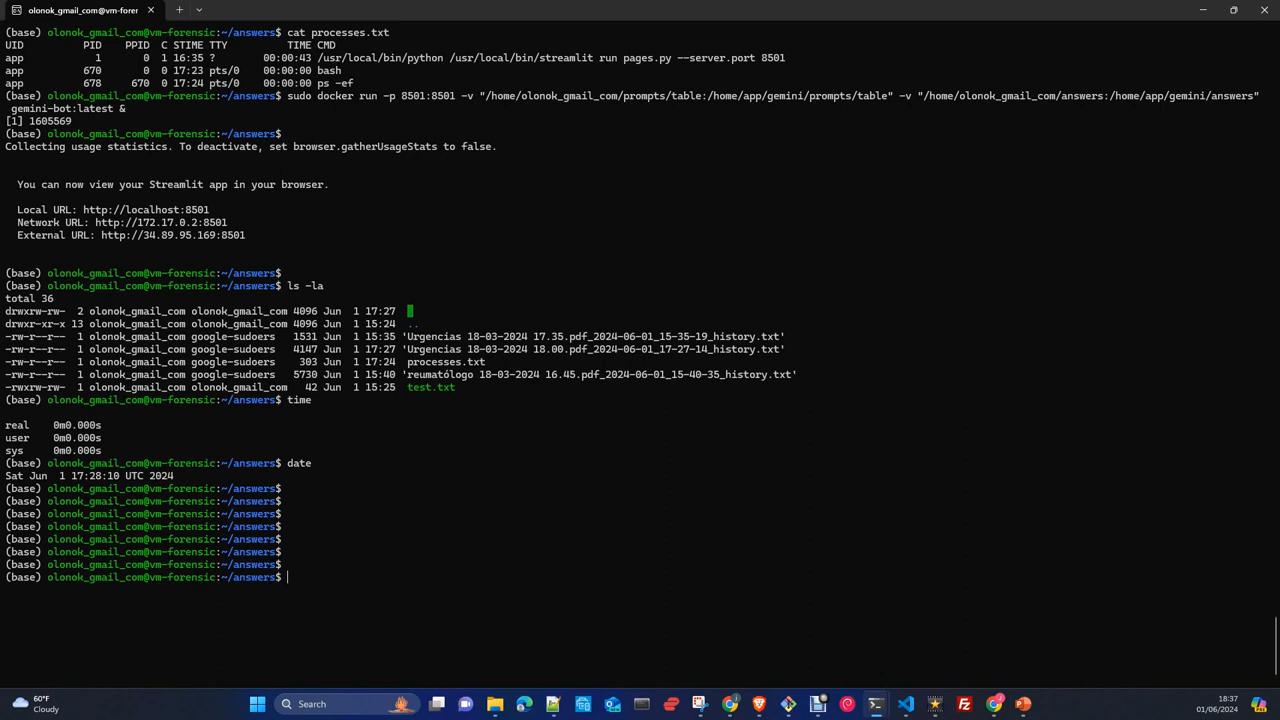 olonok_gmail_com@vm-foren
(base) olonok_gmail_com@vm-forensic:~/answers$ cat processes.txt
UID          PID    PPID  C STIME TTY          TIME CMD
app            1       0  1 16:35 ?        00:00:43 /usr/local/bin/python /usr/local/bin/streamlit run pages.py --server.port 8501
app          670       0  0 17:23 pts/0    00:00:00 bash
app          678     670  0 17:24 pts/0    00:00:00 ps -ef
(base) olonok_gmail_com@vm-forensic:~/answers$ sudo docker run -p 8501:8501 -v "/home/olonok_gmail_com/prompts/table:/home/app/gemini/prompts/table" -v "/home/olonok_gmail_com/answers:/home/app/gemini/answers"
 gemini-bot:latest &
[1] 1605569
(base) olonok_gmail_com@vm-forensic:~/answers$
Collecting usage statistics. To deactivate, set browser.gatherUsageStats to false.
  You can now view your Streamlit app in your browser.
  Local URL: http://localhost:8501
  Network URL: http://172.17.0.2:8501
  External URL: http://34.89.95.169:8501
(base) olonok_gmail_com@vm-forensic:~/answers$
(base) olonok_gmail_com@vm-forensic:~/answers$ ls -la
total 36
drwxrw-rw-  2 olonok_gmail_com olonok_gmail_com 4096 Jun  1 17:27 .
drwxr-xr-x 13 olonok_gmail_com olonok_gmail_com 4096 Jun  1 15:24 ..
-rw-r--r--  1 olonok_gmail_com google-sudoers   1531 Jun  1 15:35 'Urgencias 18-03-2024 17.35.pdf_2024-06-01_15-35-19_history.txt'
-rw-r--r--  1 olonok_gmail_com google-sudoers   4147 Jun  1 17:27 'Urgencias 18-03-2024 18.00.pdf_2024-06-01_17-27-14_history.txt'
-rw-r--r--  1 olonok_gmail_com google-sudoers    303 Jun  1 17:24  processes.txt
-rw-r--r--  1 olonok_gmail_com google-sudoers   5730 Jun  1 15:40 'reumatólogo 18-03-2024 16.45.pdf_2024-06-01_15-40-35_history.txt'
-rwxrw-rw-  1 olonok_gmail_com olonok_gmail_com   42 Jun  1 15:25  test.txt
(base) olonok_gmail_com@vm-forensic:~/answers$ time
real    0m0.000s
user    0m0.000s
sys     0m0.000s
(base) olonok_gmail_com@vm-forensic:~/answers$ date
Sat Jun  1 17:28:10 UTC 2024
(base) olonok_gmail_com@vm-forensic:~/answers$
(base) olonok_gmail_com@vm-forensic:~/answers$
(base) olonok_gmail_com@vm-forensic:~/answers$
(base) olonok_gmail_com@vm-forensic:~/answers$
(base) olonok_gmail_com@vm-forensic:~/answers$
(base) olonok_gmail_com@vm-forensic:~/answers$
(base) olonok_gmail_com@vm-forensic:~/answers$
(base) olonok_gmail_com@vm-forensic:~/answers$
60°F
Cloudy
Search
18:37
01/06/2024